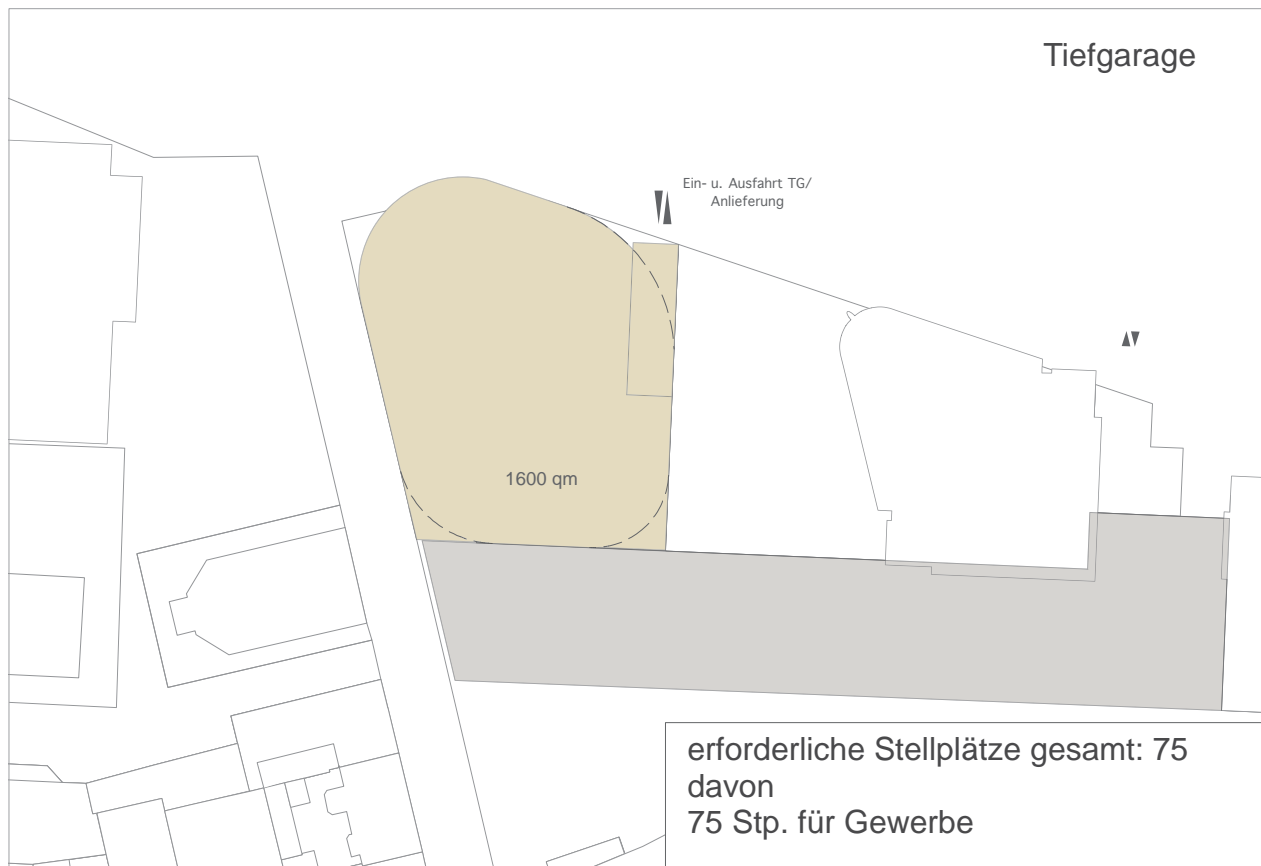 Tiefgarage
Ein- u. Ausfahrt TG/
Anlieferung
1600 qm
erforderliche Stellplätze gesamt: 75
davon
75 Stp. für Gewerbe